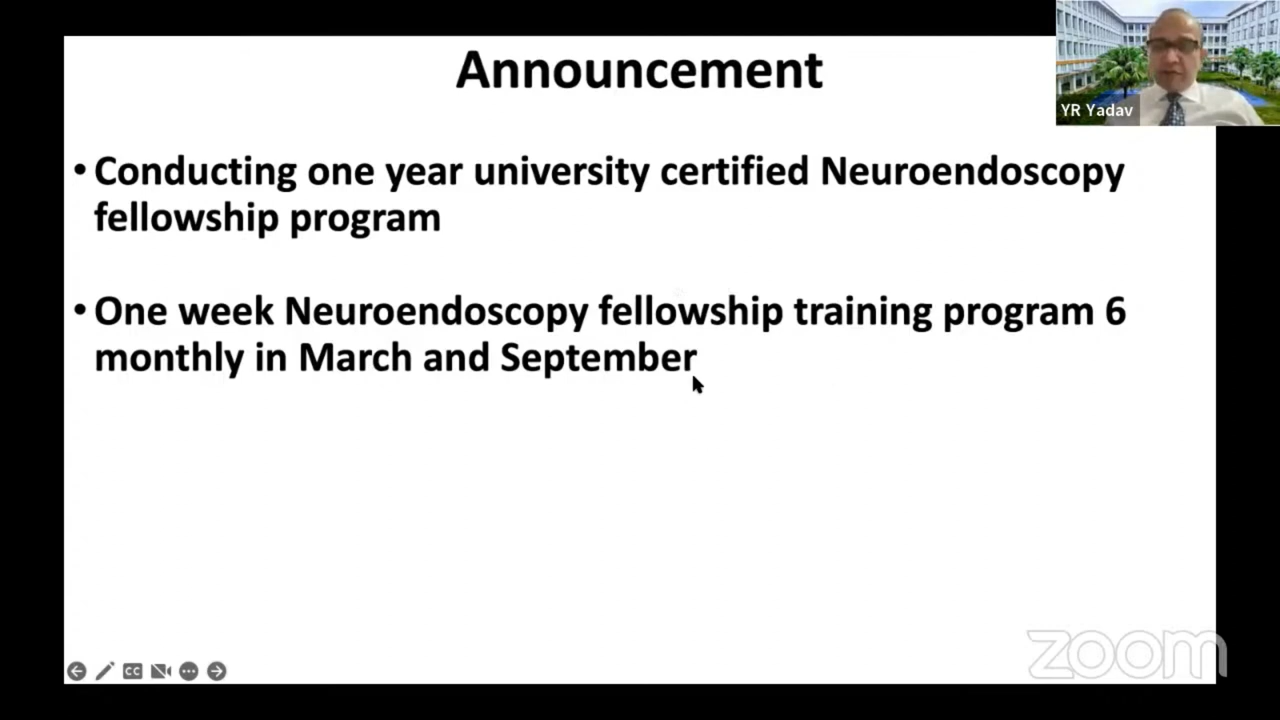 Announcement
YR Yadav
• Conducting one year university certified Neuroendoscopy
fellowship program
• One week Neuroendoscopy fellowship training program 6
monthly in March and September
CC
zoom